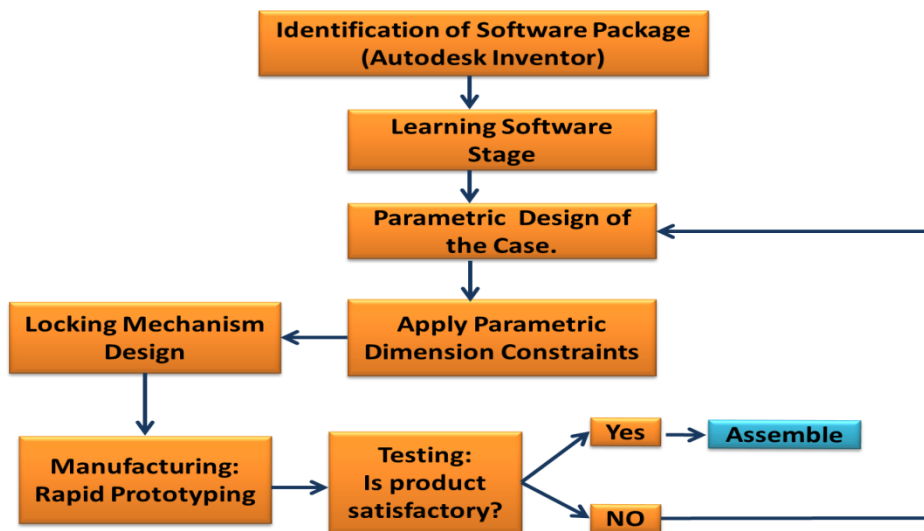 Identification of Software Package
(Autodesk Inventor)
Learning Software
Stage
Parametric Design of
the Case.
Apply Parametric
Dimension Constraints
Locking Mechanism
Design
Manufacturing:
Rapid Prototyping
Testing:
Is product
satisfactory?
Yes
Assemble
NO